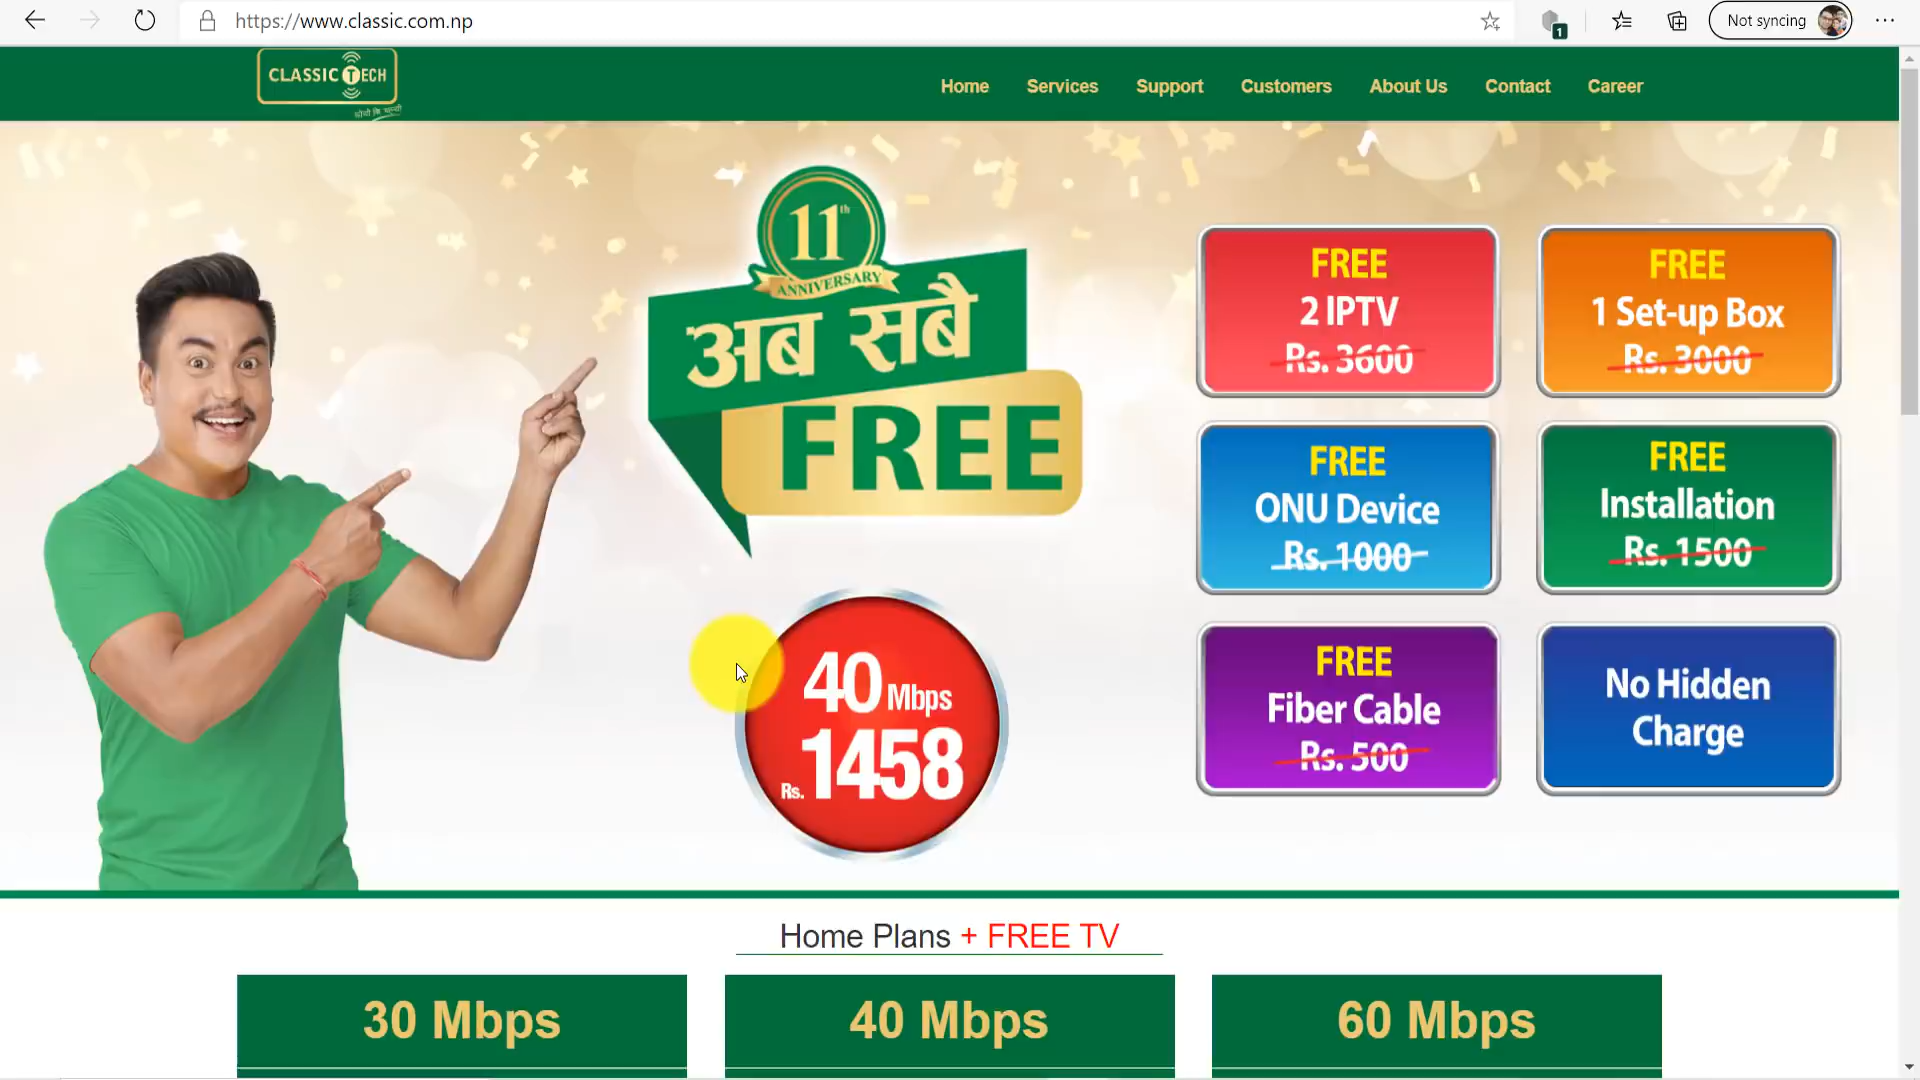 https://www.classic.com.np
1
Not syncing
CLASSIC TECH
Home
Services
Support
Customers
About Us
Contact
Career
11th
ANNIVERSARY
अब सबै
FREE
40 Mbps
Rs. 1458
FREE
2 IPTV
Rs. 3600
FREE
1 Set-up Box
Rs. 3000
FREE
ONU Device
Rs. 1000
FREE
Installation
Rs. 1500
FREE
Fiber Cable
Rs. 500
No Hidden
Charge
Home Plans + FREE TV
30 Mbps
40 Mbps
60 Mbps